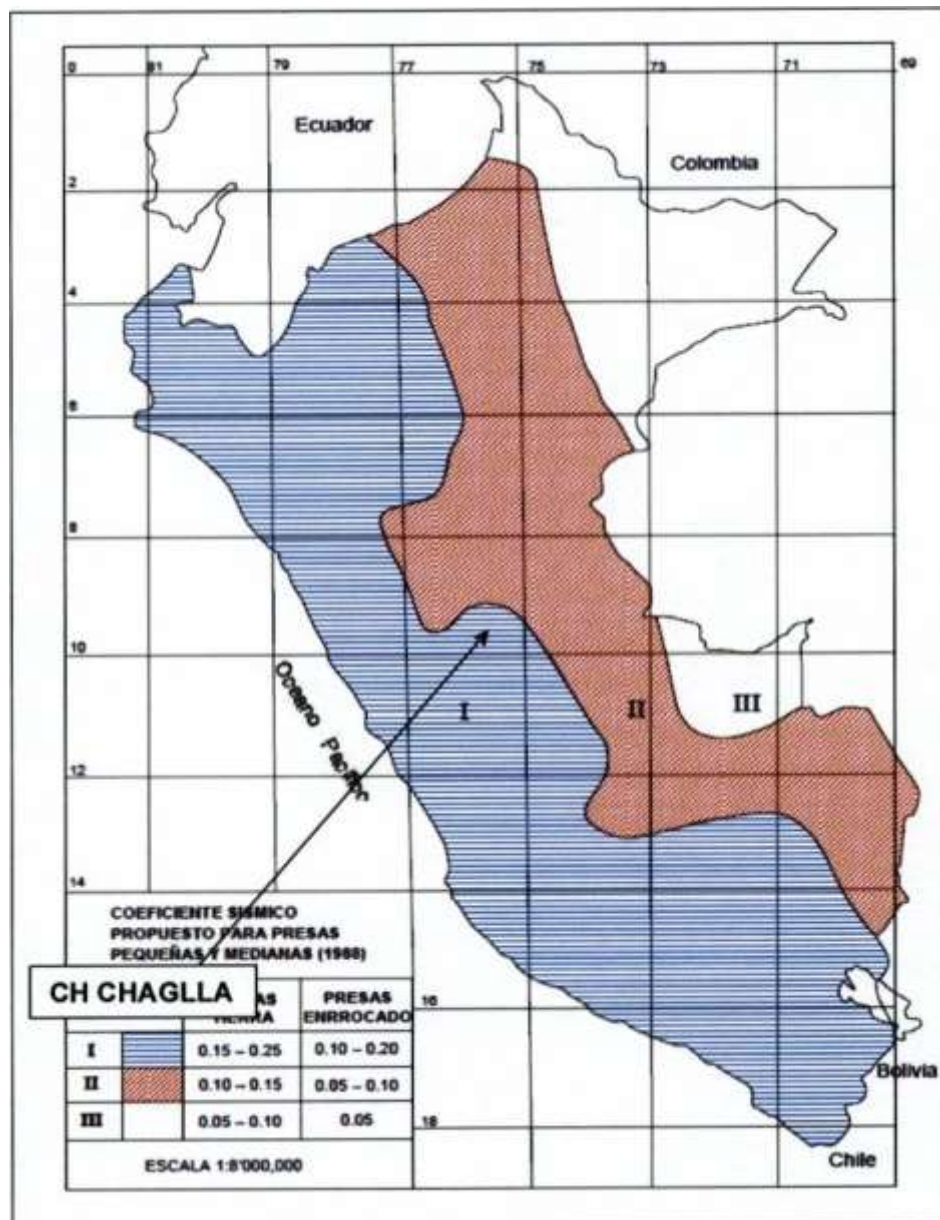 0 81 79 77 75 73 71 69
Ecuador
Colombia
2
4
6
8
10
Oceano Pacifico
I
II
III
12
14
COEFICIENTE SISMICO
PROPUESTO PARA PRESAS
PEQUEÑAS Y MEDIANAS (1988)
CH CHAGLLA
PRESAS
ENRROCADO
16
I 0.15 – 0.25 0.10 – 0.20
II 0.10 – 0.15 0.05 – 0.10
III 0.05 – 0.10 0.05
Bolivia
18
ESCALA 1:8'000,000
Chile